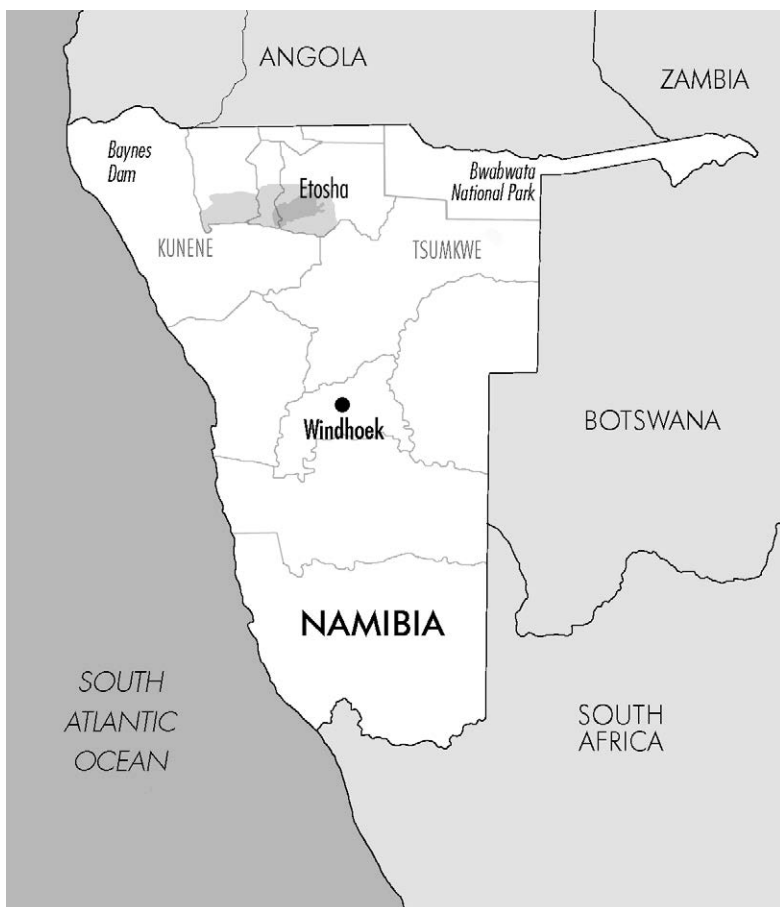 ANGOLA
ZAMBIA
Baynes
Dam
Etosha
Bwabwata
National Park
KUNENE
TSUMKWE
Windhoek
BOTSWANA
NAMIBIA
SOUTH
ATLANTIC
OCEAN
SOUTH
AFRICA